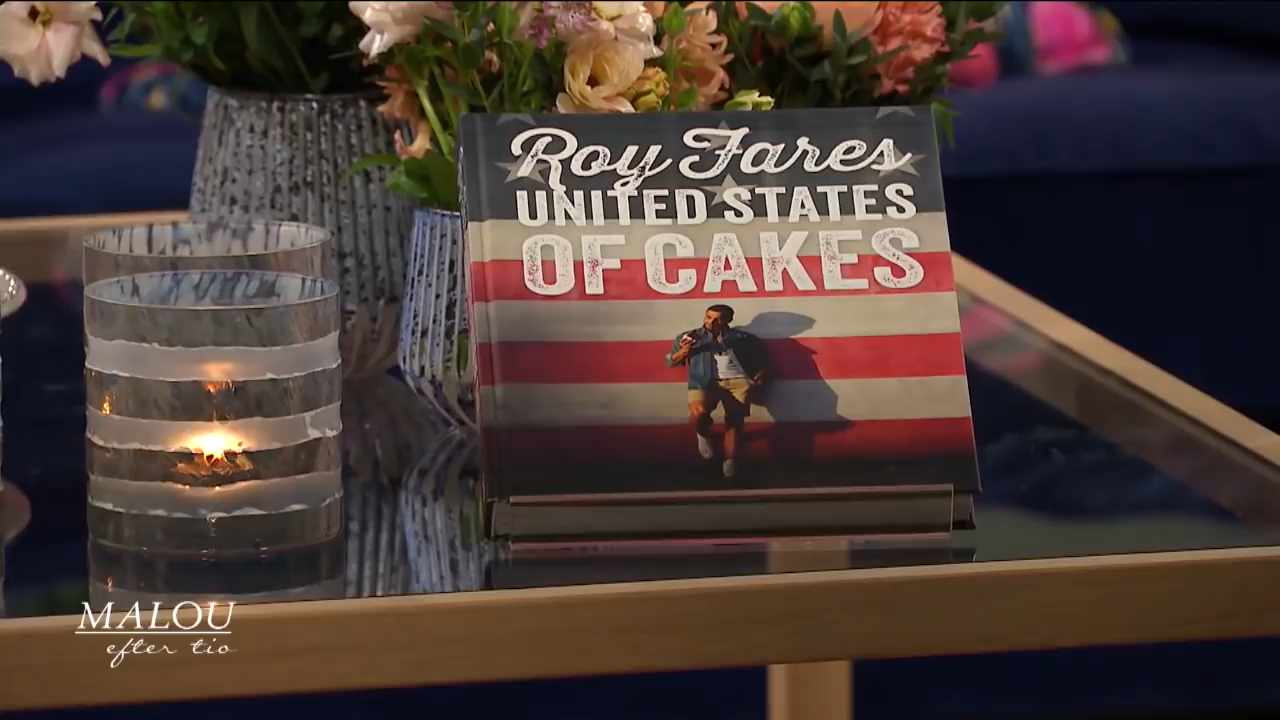 Roy Fares
UNITED STATES
OF CAKES
MALOU
efter tio